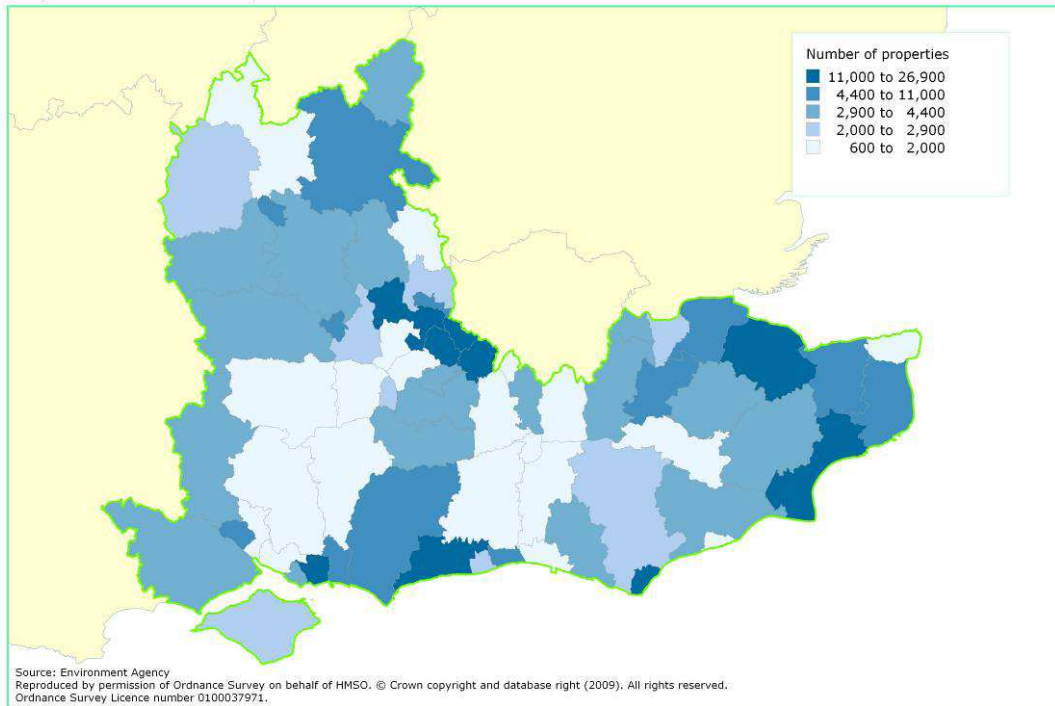 Number of properties
11,000 to 26,900
4,400 to 11,000
2,900 to 4,400
2,000 to 2,900
600 to 2,000
Source: Environment Agency
Reproduced by permission of Ordnance Survey on behalf of HMSO. © Crown copyright and database right (2009). All rights reserved.
Ordnance Survey Licence number 0100037971.